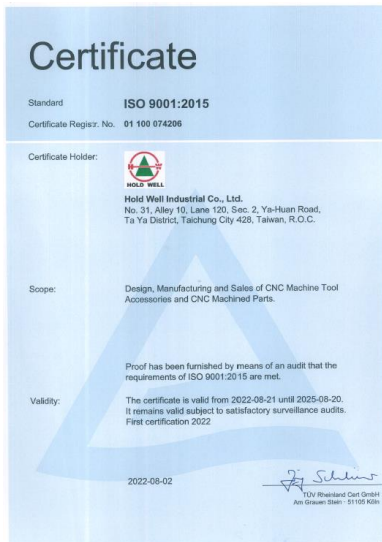 Certificate
Standard ISO 9001:2015
Certificate Registr. No. 01 100 074206
Certificate Holder:
HOLD WELL
Hold Well Industrial Co., Ltd.
No. 31, Alley 10, Lane 120, Sec. 2, Ya-Huan Road,
Ta Ya District, Taichung City 428, Taiwan, R.O.C.
Scope: Design, Manufacturing and Sales of CNC Machine Tool
Accessories and CNC Machined Parts.
Proof has been furnished by means of an audit that the
requirements of ISO 9001:2015 are met.
Validity: The certificate is valid from 2022-08-21 until 2025-08-20.
It remains valid subject to satisfactory surveillance audits.
First certification 2022
2022-08-02
TÜV Rheinland Cert GmbH
Am Grauen Stein · 51105 Köln